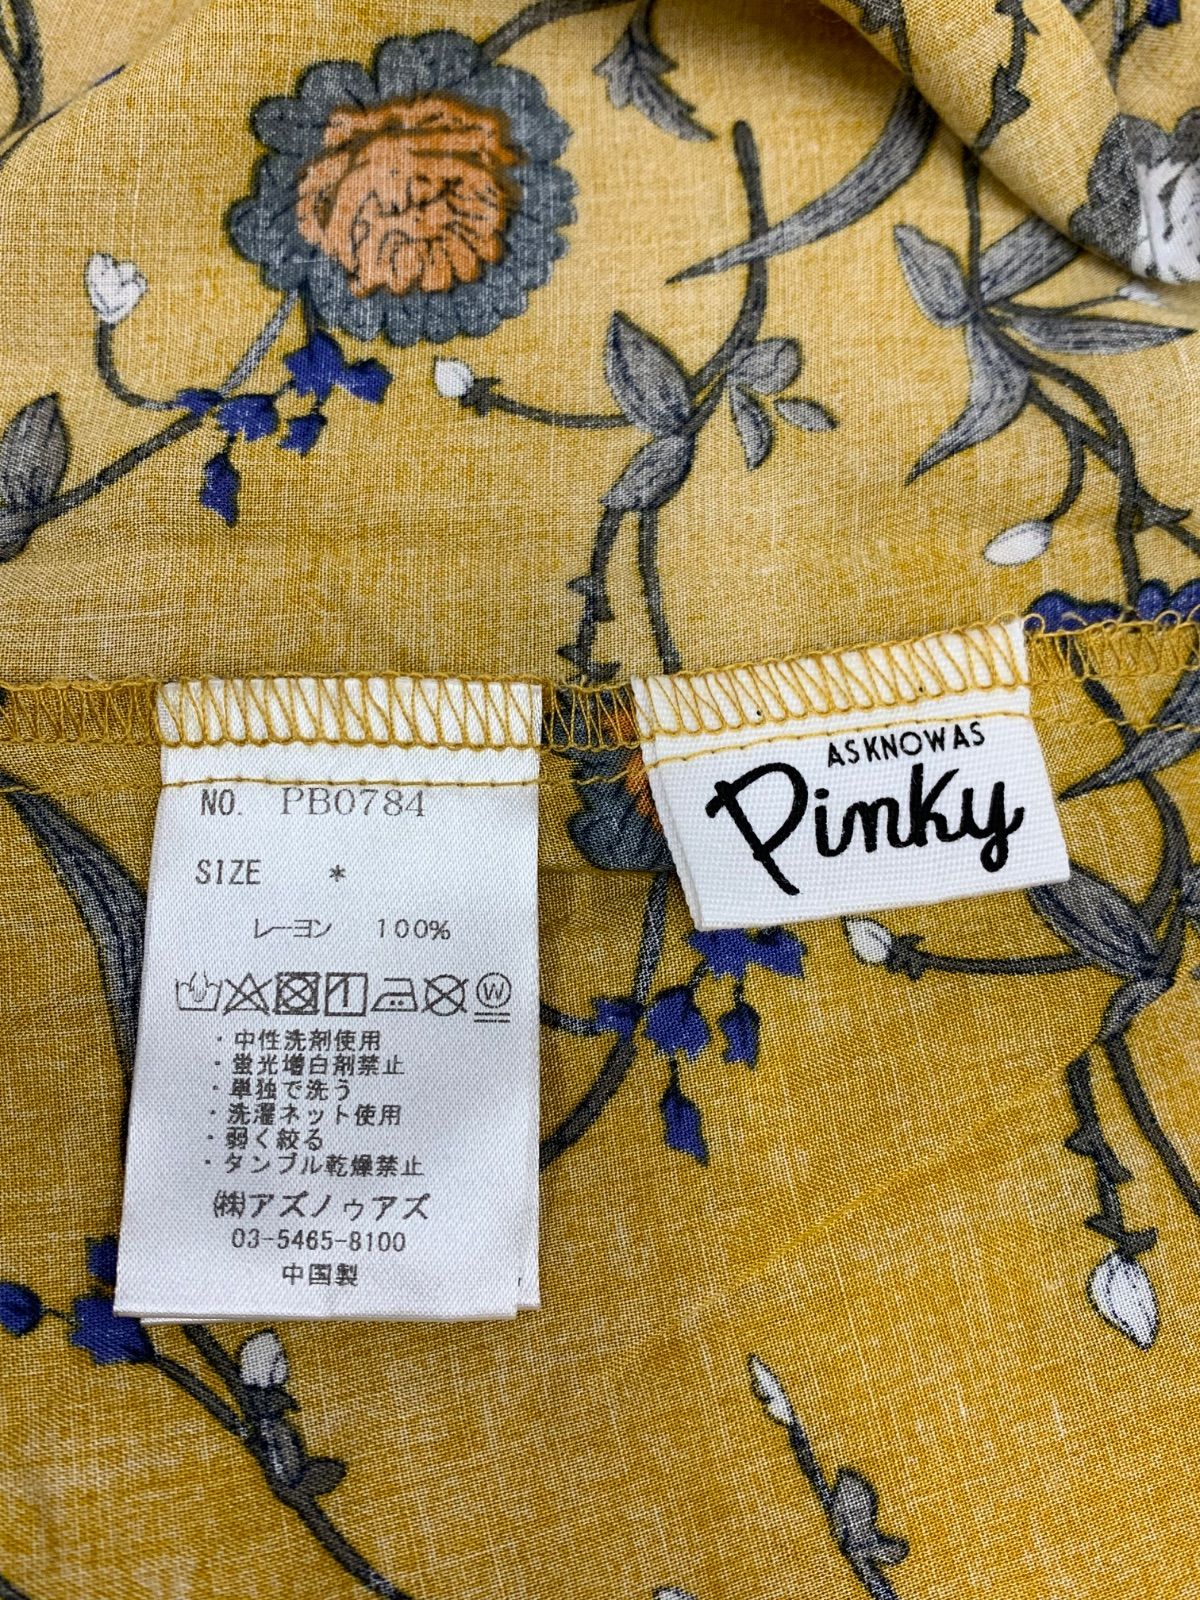 NO. PB0784
SIZE *
レーヨン 100%
・中性洗剤使用
・蛍光増白剤禁止
・単独で洗う
・洗濯ネット使用
・弱く絞る
・タンブル乾燥禁止
㈱アズノゥアズ
03-5465-8100
中国製
AS KNOW AS
Pinky